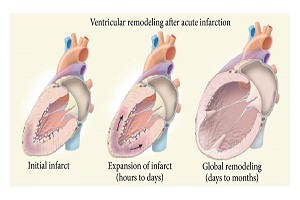 Ventricular remodeling after acute infarction
Initial infarct
Expansion of infarct
(hours to days)
Global remodeling
(days to months)